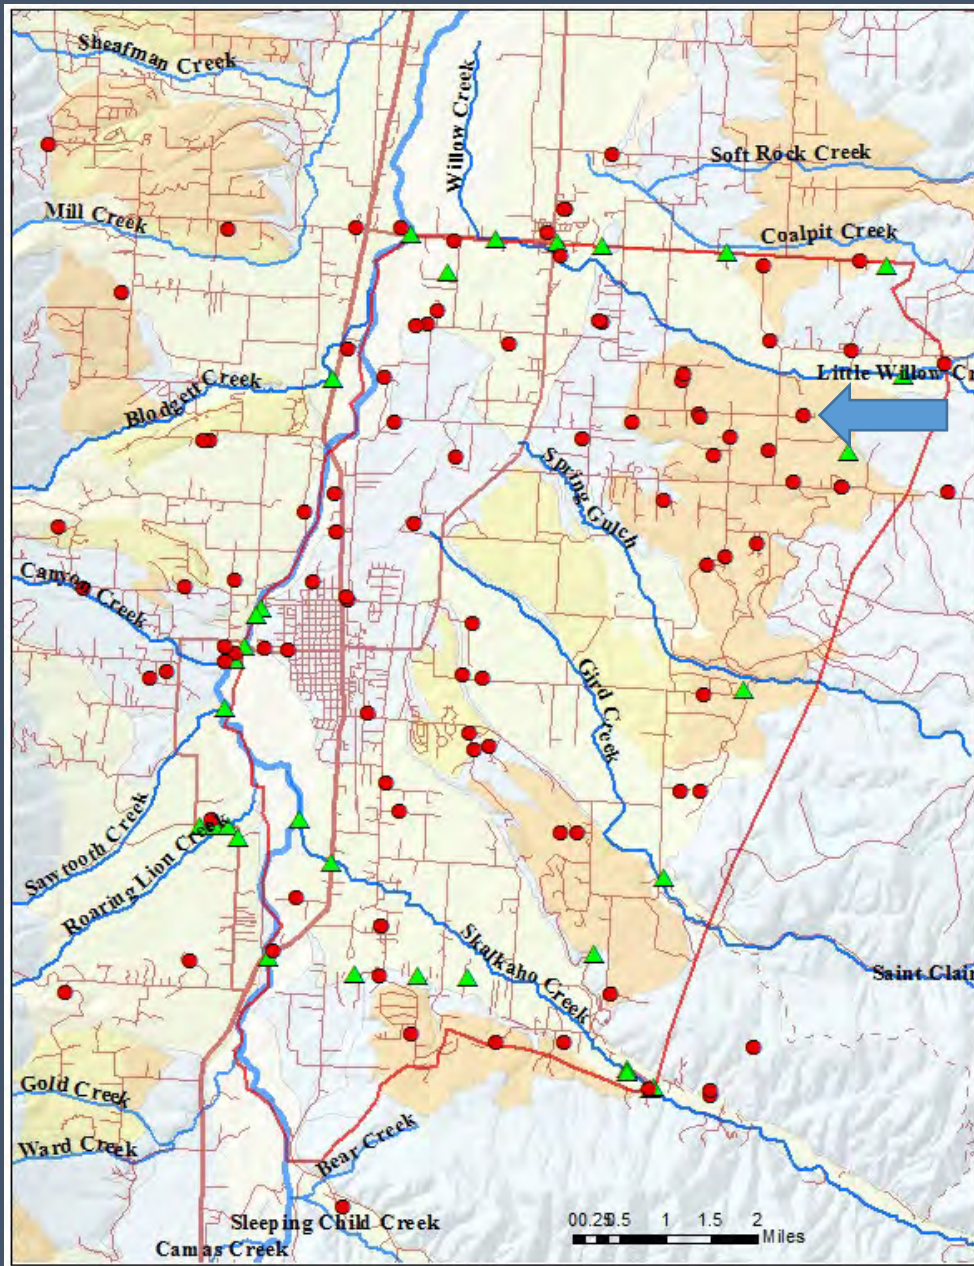 Sheafman Creek
Willow Creek
Soft Rock Creek
Mill Creek
Coalpit Creek
Little Willow Cr
Blodgett Creek
Spring Gulch
Canyon Creek
Gird Creek
Sawtooth Creek
Roaring Lion Creek
Skalkaho Creek
Saint Clair
Gold Creek
Ward Creek
Bear Creek
Sleeping Child Creek
Camas Creek
0 0.25 0.5 1 1.5 2
Miles